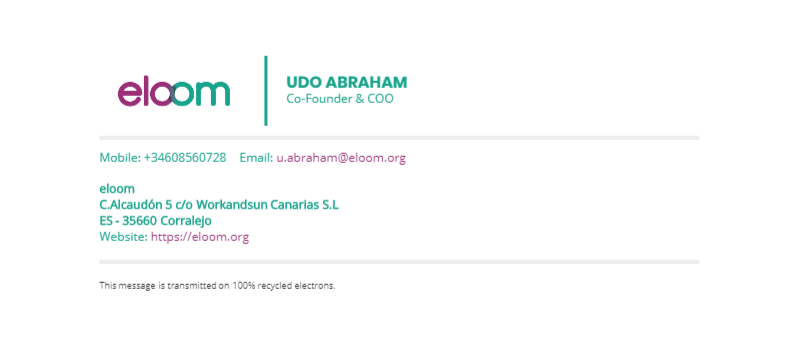 eloom
UDO ABRAHAM
Co-Founder & COO
Mobile: +34608560728 Email: u.abraham@eloom.org
eloom
C.Alcaudón 5 c/o Workandsun Canarias S.L
ES - 35660 Corralejo
Website: https://eloom.org
This message is transmitted on 100% recycled electrons.